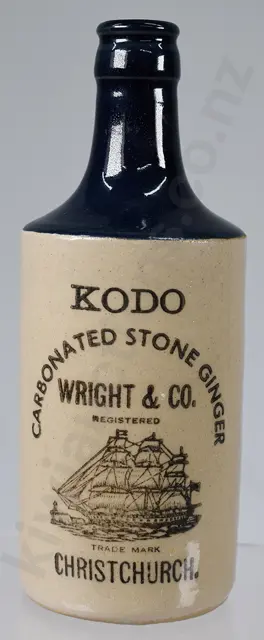 KODO
CARBONATED STONE GINGER
WRIGHT & CO.
REGISTERED
TRADE MARK
CHRISTCHURCH.